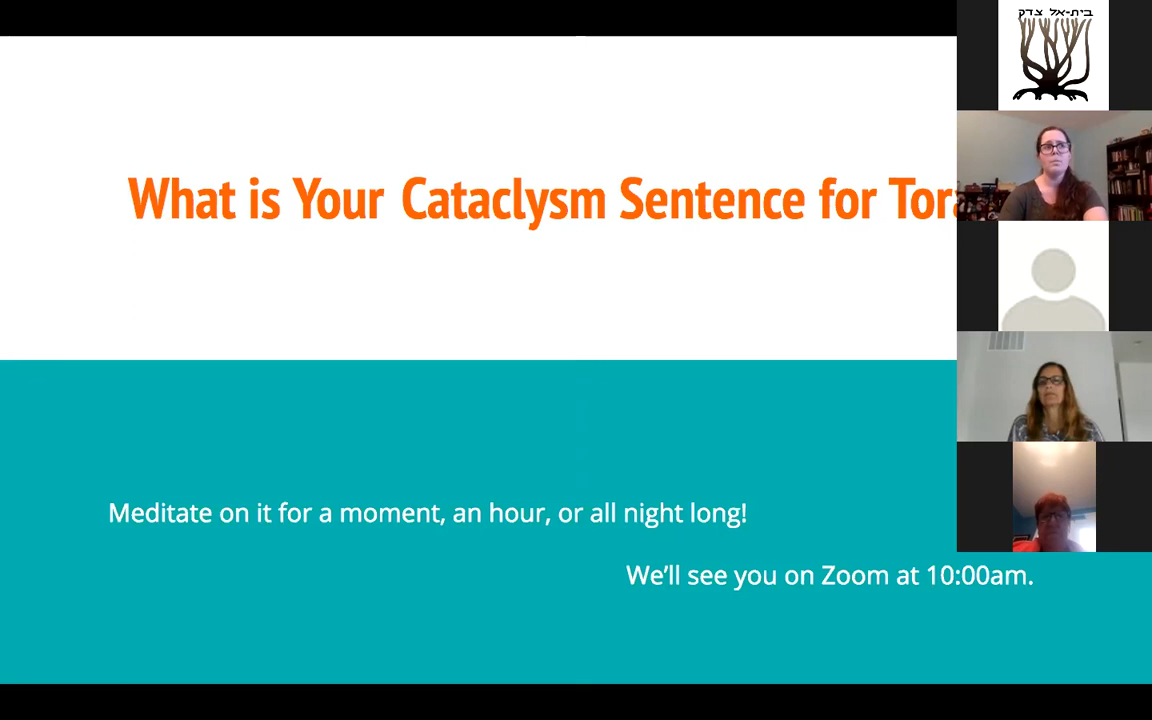 בית-אל צדק
What is Your Cataclysm Sentence for Tora
Meditate on it for a moment, an hour, or all night long!
We’ll see you on Zoom at 10:00am.